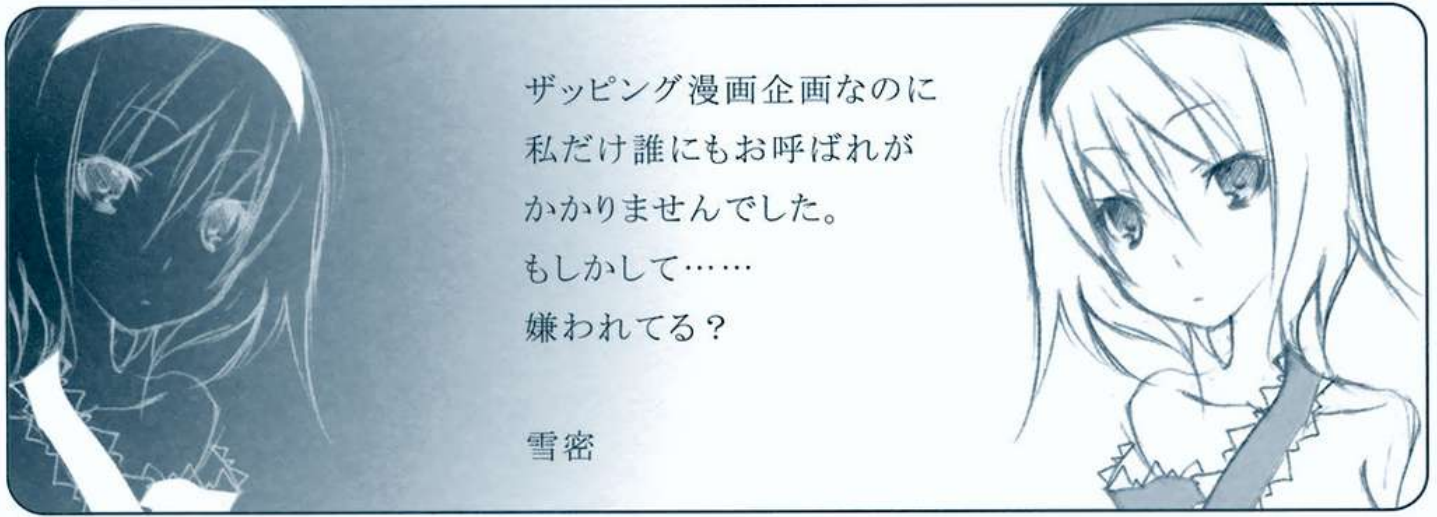 ザッピング漫画企画なのに
私だけ誰にもお呼ばれが
かかりませんでした。
もしかして……
嫌われてる？
雪密